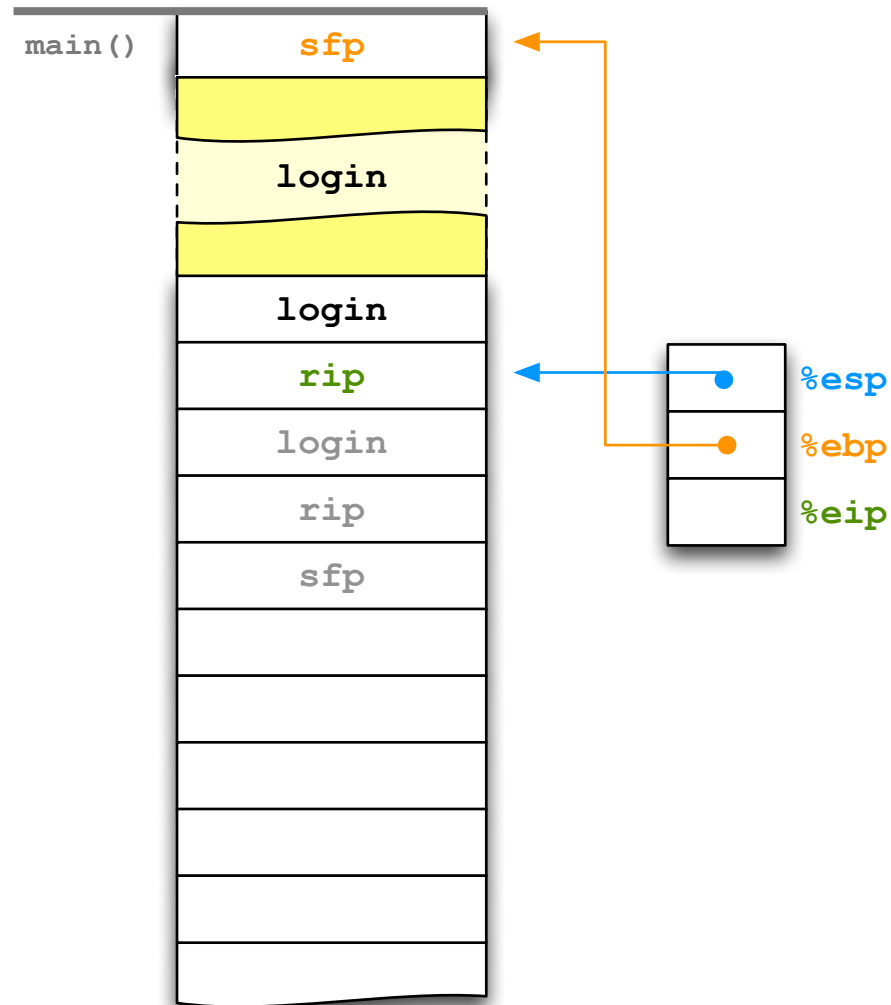 main() sfp
login
login
rip %esp
login %ebp
rip %eip
sfp